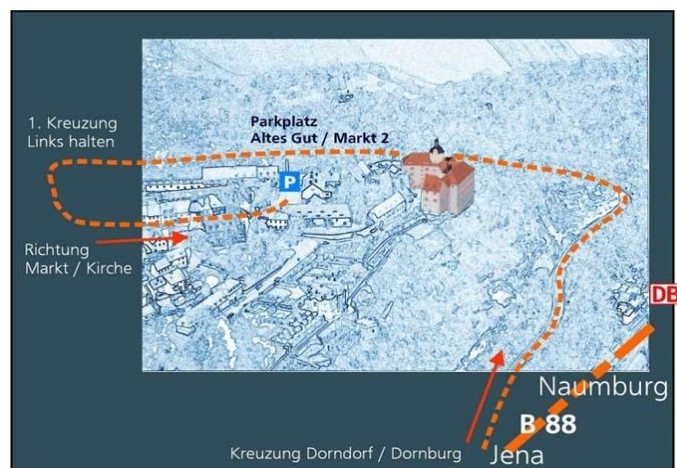 1. Kreuzung
Links halten
Parkplatz
Altes Gut / Markt 2
P
Richtung
Markt / Kirche
DB
Naumburg
B 88
Kreuzung Dorndorf / Dornburg
Jena